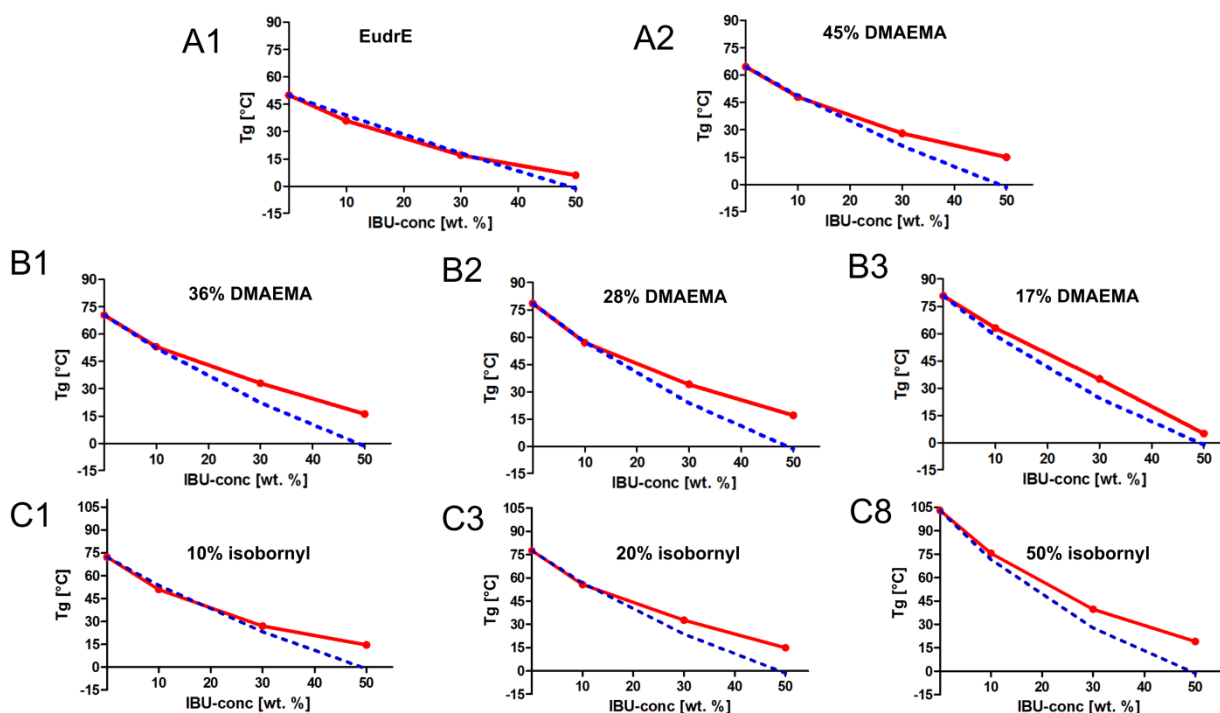 A1
EudrE
90
75
60
45
30
15
0
-15
Tg [°C]
10 20 30 40 50
IBU-conc [wt. %]
A2
45% DMAEMA
90
75
60
45
30
15
0
-15
Tg [°C]
10 20 30 40 50
IBU-conc [wt. %]
B1
36% DMAEMA
90
75
60
45
30
15
0
-15
Tg [°C]
10 20 30 40 50
IBU-conc [wt. %]
B2
28% DMAEMA
90
75
60
45
30
15
0
-15
Tg [°C]
10 20 30 40 50
IBU-conc [wt. %]
B3
17% DMAEMA
90
75
60
45
30
15
0
-15
Tg [°C]
10 20 30 40 50
IBU-conc [wt. %]
C1
10% isobornyl
105
90
75
60
45
30
15
0
-15
Tg [°C]
10 20 30 40 50
IBU-conc [wt. %]
C3
20% isobornyl
105
90
75
60
45
30
15
0
-15
Tg [°C]
10 20 30 40 50
IBU-conc [wt. %]
C8
50% isobornyl
105
90
75
60
45
30
15
0
-15
Tg [°C]
10 20 30 40 50
IBU-conc [wt. %]